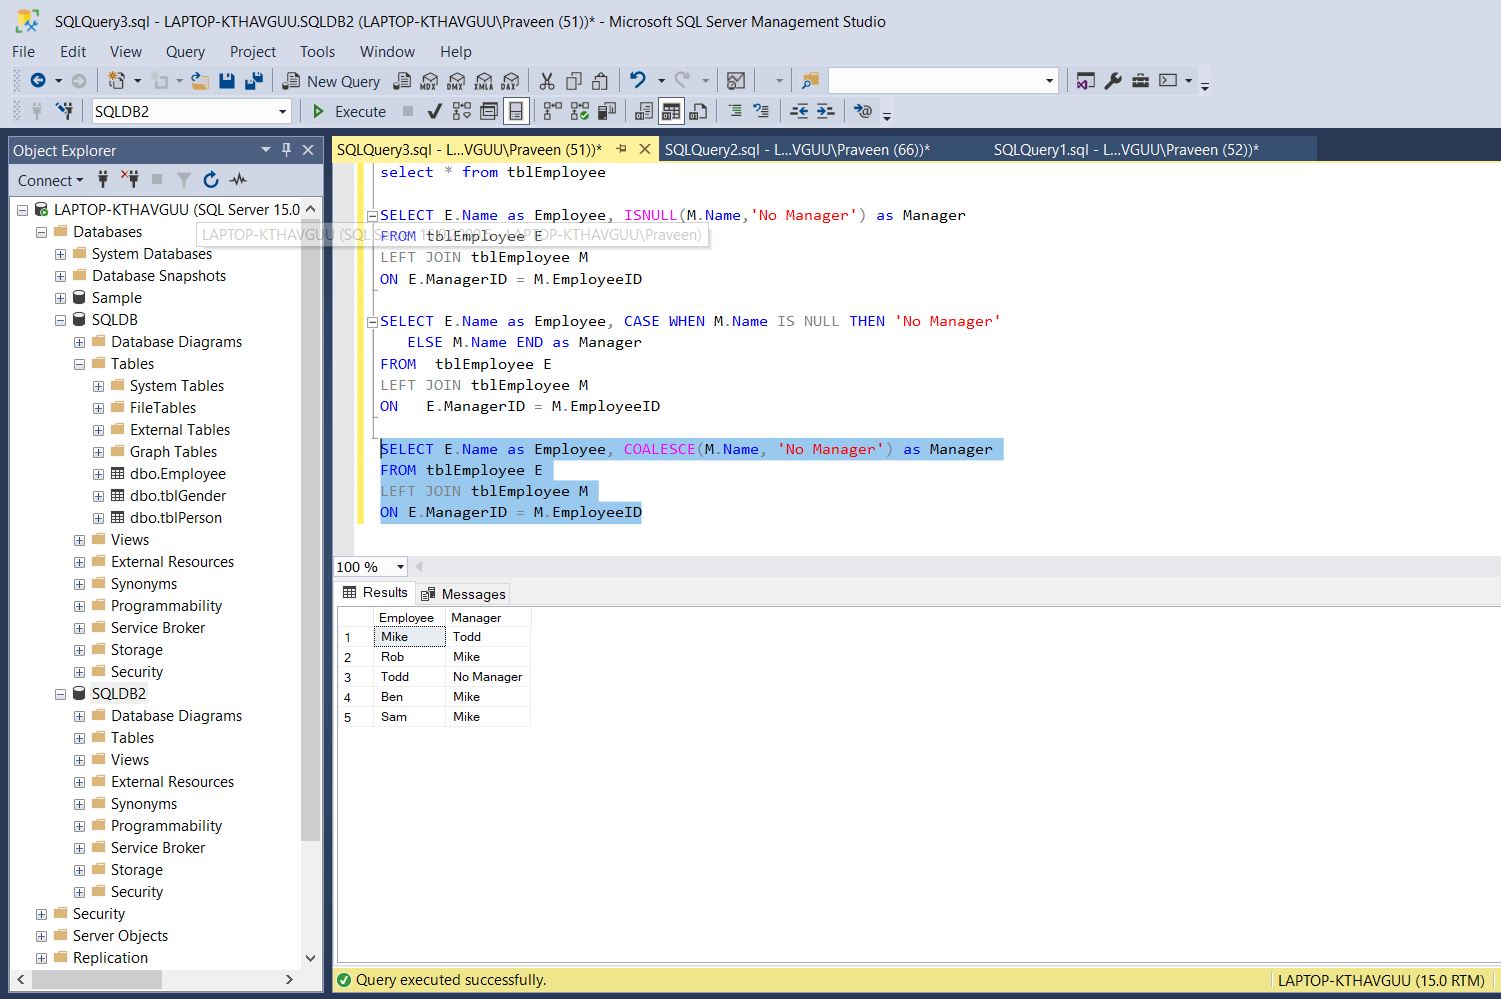 SQLQuery3.sql - LAPTOP-KTHAVGUU.SQLDB2 (LAPTOP-KTHAVGUU\Praveen (51))* - Microsoft SQL Server Management Studio
File Edit View Query Project Tools Window Help
New Query MDX DMX XMLA DAX
SQLDB2 Execute
Object Explorer
Connect
LAPTOP-KTHAVGUU (SQL Server 15.0
Databases
System Databases
Database Snapshots
Sample
SQLDB
Database Diagrams
Tables
System Tables
FileTables
External Tables
Graph Tables
dbo.Employee
dbo.tblGender
dbo.tblPerson
Views
External Resources
Synonyms
Programmability
Service Broker
Storage
Security
SQLDB2
Database Diagrams
Tables
Views
External Resources
Synonyms
Programmability
Service Broker
Storage
Security
Security
Server Objects
Replication
SQLQuery3.sql - L...VGUU\Praveen (51))* SQLQuery2.sql - L...VGUU\Praveen (66))* SQLQuery1.sql - L...VGUU\Praveen (52))*
select * from tblEmployee
SELECT E.Name as Employee, ISNULL(M.Name,'No Manager') as Manager
FROM tblEmployee E
LEFT JOIN tblEmployee M
ON E.ManagerID = M.EmployeeID
SELECT E.Name as Employee, CASE WHEN M.Name IS NULL THEN 'No Manager'
ELSE M.Name END as Manager
FROM tblEmployee E
LEFT JOIN tblEmployee M
ON E.ManagerID = M.EmployeeID
SELECT E.Name as Employee, COALESCE(M.Name, 'No Manager') as Manager
FROM tblEmployee E
LEFT JOIN tblEmployee M
ON E.ManagerID = M.EmployeeID
100 %
Results Messages
Employee Manager
1 Mike Todd
2 Rob Mike
3 Todd No Manager
4 Ben Mike
5 Sam Mike
Query executed successfully. LAPTOP-KTHAVGUU (15.0 RTM)